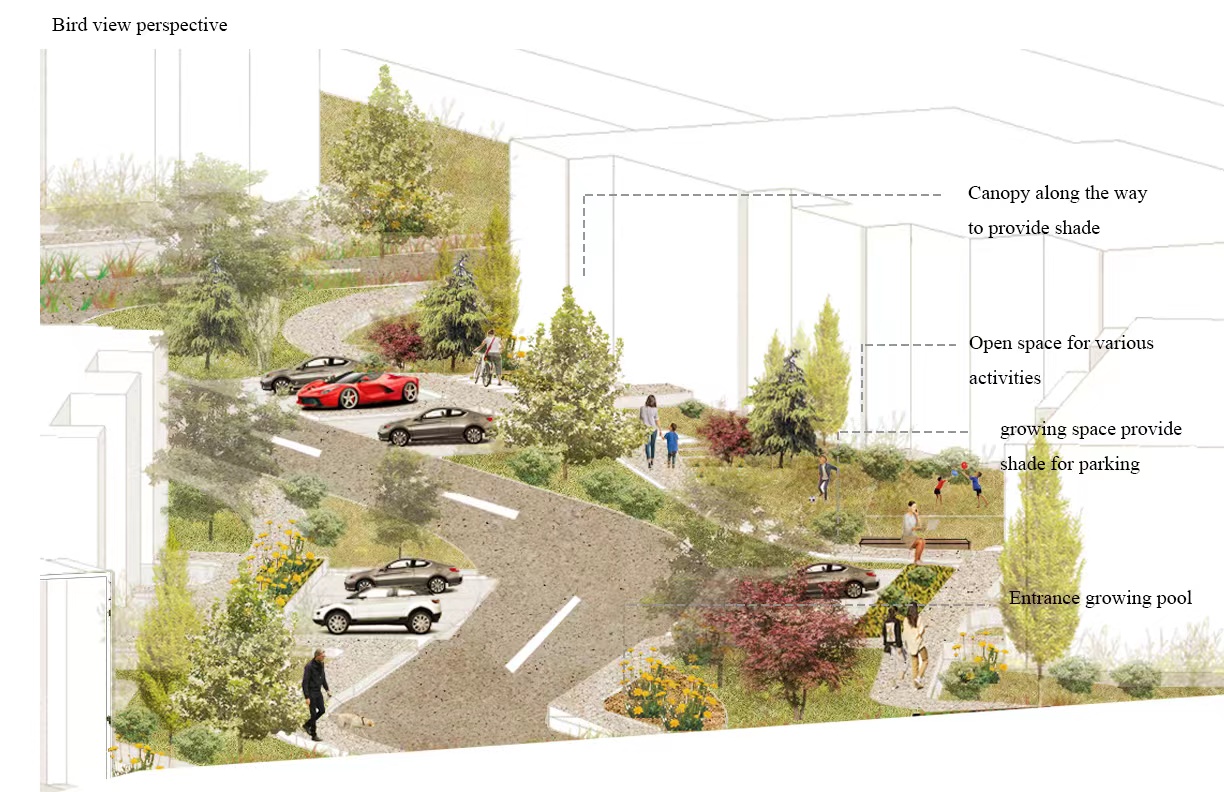 Bird view perspective
Canopy along the way
to provide shade
Open space for various
activities
growing space provide
shade for parking
Entrance growing pool